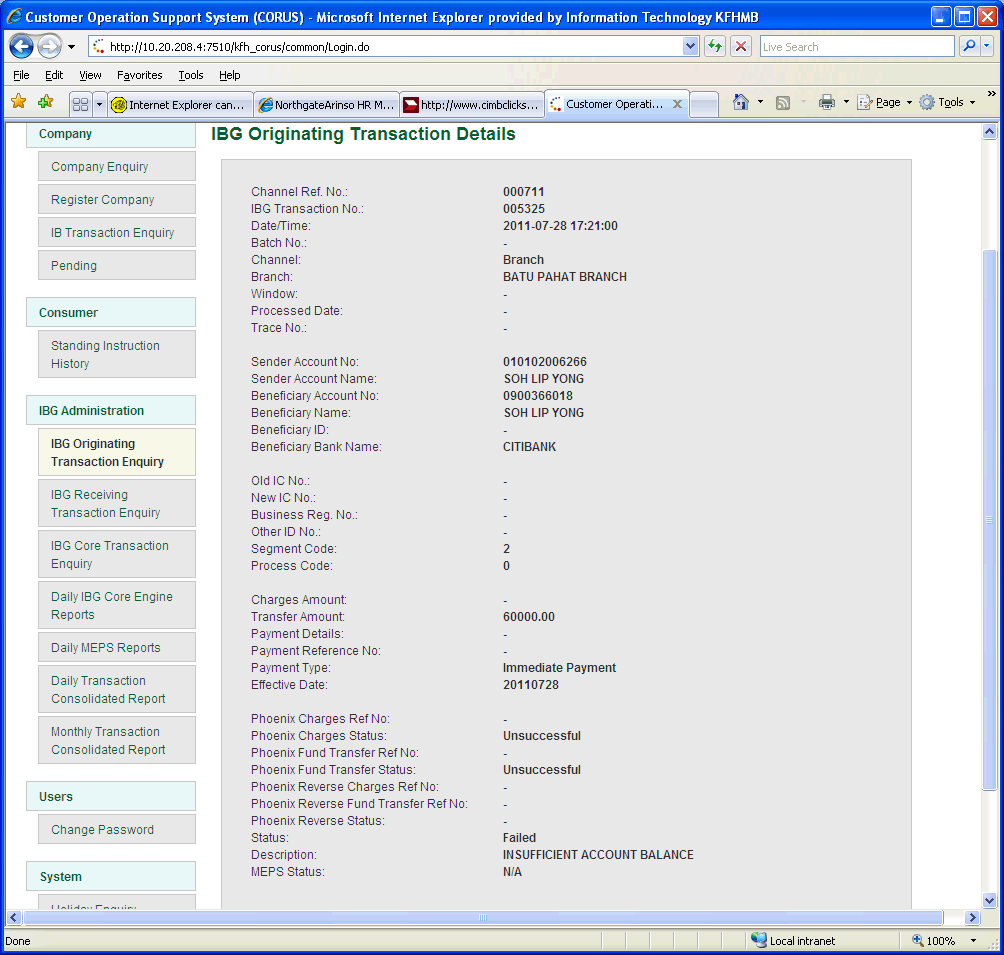 Customer Operation Support System (CORUS) - Microsoft Internet Explorer provided by Information Technology KFHMB
http://10.20.208.4:7510/kfh_corus/common/Login.do
Live Search
File Edit View Favorites Tools Help
Internet Explorer can...
NorthgateArinso HR M...
http://www.cimbclicks...
Customer Operati...
Page
Tools
Company
Company Enquiry
Register Company
IB Transaction Enquiry
Pending
Consumer
Standing Instruction
History
IBG Administration
IBG Originating
Transaction Enquiry
IBG Receiving
Transaction Enquiry
IBG Core Transaction
Enquiry
Daily IBG Core Engine
Reports
Daily MEPS Reports
Daily Transaction
Consolidated Report
Monthly Transaction
Consolidated Report
Users
Change Password
System
Holiday Enquiry
IBG Originating Transaction Details
Channel Ref. No.: 000711
IBG Transaction No.: 005325
Date/Time: 2011-07-28 17:21:00
Batch No.: -
Channel: Branch
Branch: BATU PAHAT BRANCH
Window: -
Processed Date: -
Trace No.: -
Sender Account No: 010102006266
Sender Account Name: SOH LIP YONG
Beneficiary Account No: 0900366018
Beneficiary Name: SOH LIP YONG
Beneficiary ID: -
Beneficiary Bank Name: CITIBANK
Old IC No.: -
New IC No.: -
Business Reg. No.: -
Other ID No.: -
Segment Code: 2
Process Code: 0
Charges Amount: -
Transfer Amount: 60000.00
Payment Details: -
Payment Reference No: -
Payment Type: Immediate Payment
Effective Date: 20110728
Phoenix Charges Ref No: -
Phoenix Charges Status: Unsuccessful
Phoenix Fund Transfer Ref No: -
Phoenix Fund Transfer Status: Unsuccessful
Phoenix Reverse Charges Ref No: -
Phoenix Reverse Fund Transfer Ref No: -
Phoenix Reverse Status: -
Status: Failed
Description: INSUFFICIENT ACCOUNT BALANCE
MEPS Status: N/A
Done
Local intranet
100%